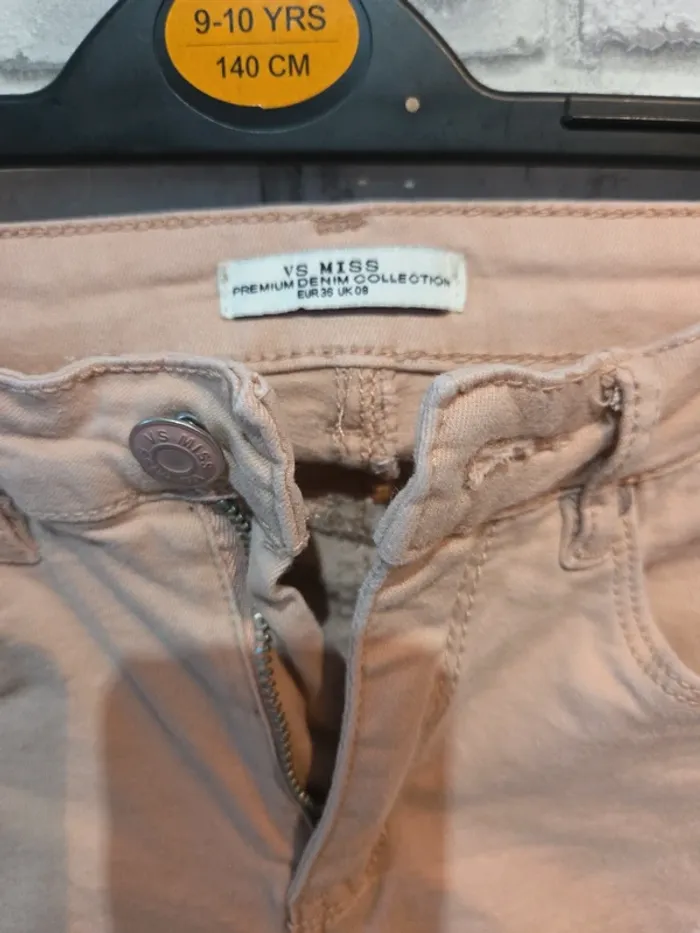 9-10 YRS
140 CM
VS MISS
PREMIUM DENIM COLLECTION
EUR 36 UK 08
VS MISS